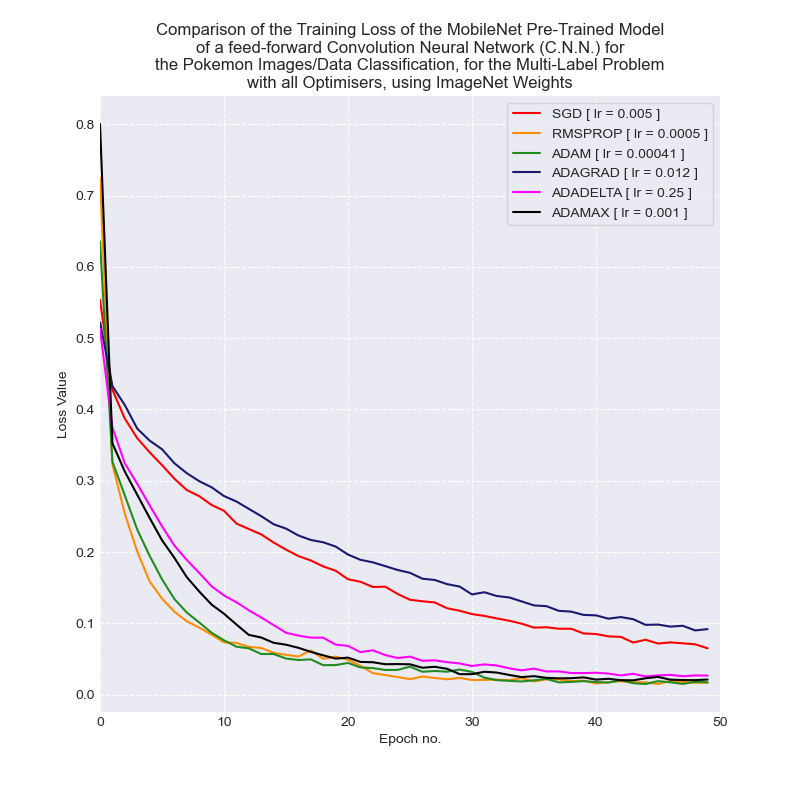 Comparison of the Training Loss of the MobileNet Pre-Trained Model
of a feed-forward Convolution Neural Network (C.N.N.) for
the Pokemon Images/Data Classification, for the Multi-Label Problem
with all Optimisers, using ImageNet Weights
SGD [ lr = 0.005 ]
RMSPROP [ lr = 0.0005 ]
ADAM [ lr = 0.00041 ]
ADAGRAD [ lr = 0.012 ]
ADADELTA [ lr = 0.25 ]
ADAMAX [ lr = 0.001 ]
0.8
0.7
0.6
0.5
0.4
0.3
0.2
0.1
0.0
Loss Value
0 10 20 30 40 50
Epoch no.